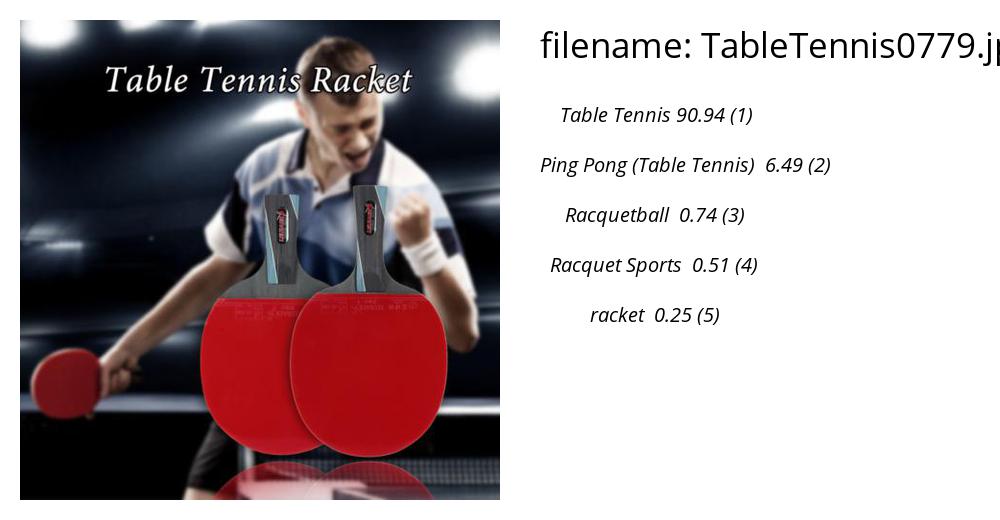 Table Tennis Racket
filename: TableTennis0779.j
Table Tennis 90.94 (1)
Ping Pong (Table Tennis) 6.49 (2)
Racquetball 0.74 (3)
Racquet Sports 0.51 (4)
racket 0.25 (5)